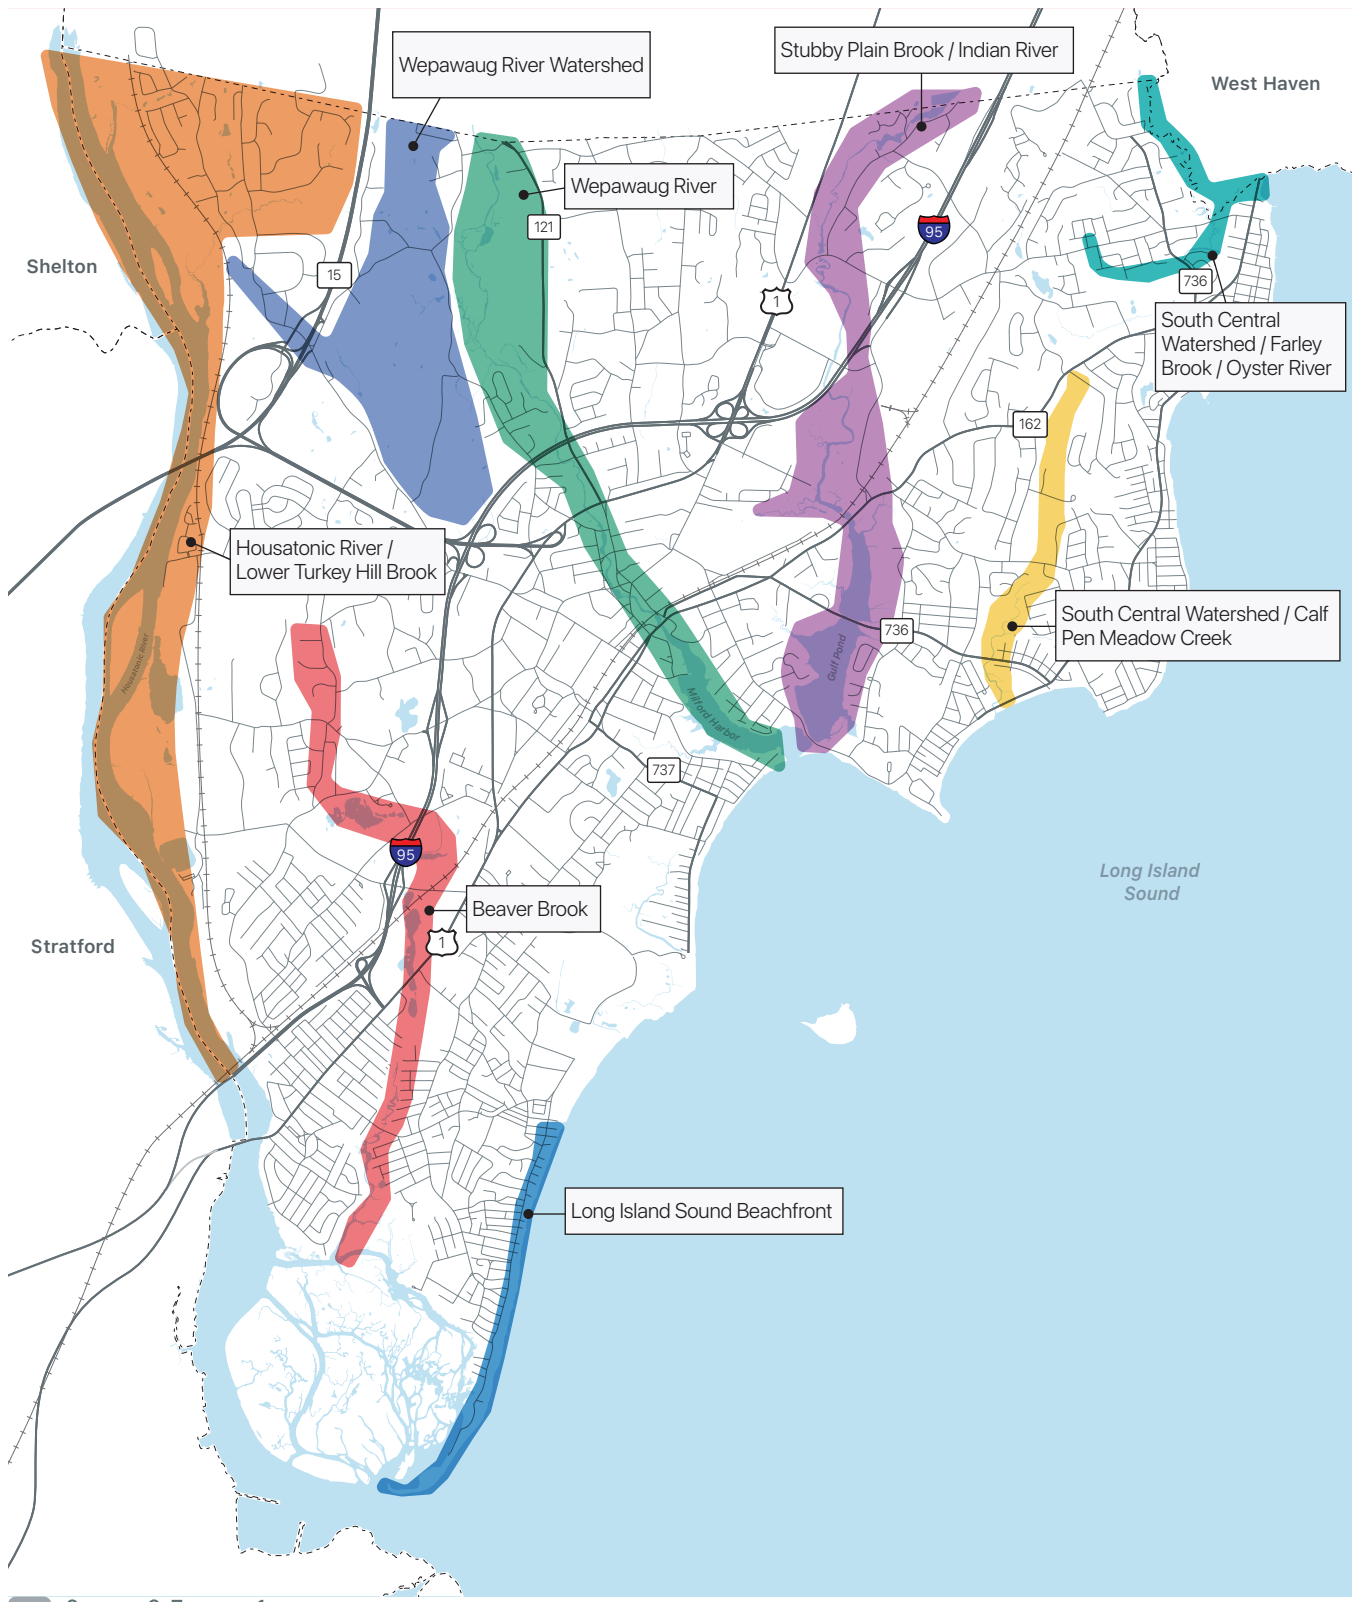 Stubby Plain Brook / Indian River
Wepawaug River Watershed
West Haven
Wepawaug River
121
95
Shelton
15
1
736
South Central
Watershed / Farley
Brook / Oyster River
162
Housatonic River /
Lower Turkey Hill Brook
South Central Watershed / Calf
Pen Meadow Creek
736
Housatonic River
Gulf Pond
Milford Harbor
737
95
Long Island
Sound
Beaver Brook
1
Stratford
Long Island Sound Beachfront